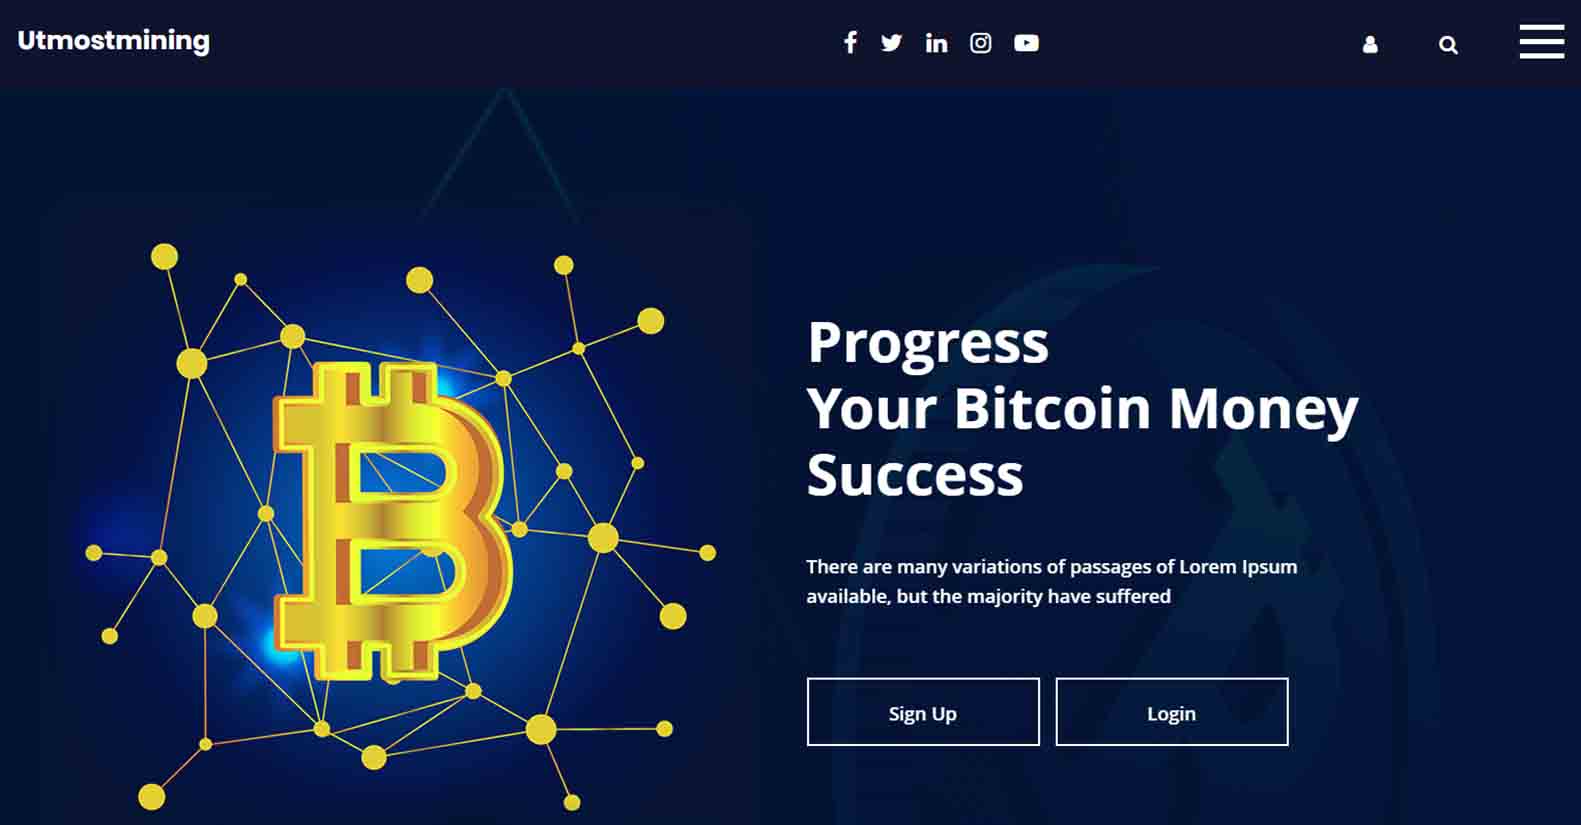 Utmostmining
Progress
Your Bitcoin Money
Success
There are many variations of passages of Lorem Ipsum
available, but the majority have suffered
Sign Up
Login